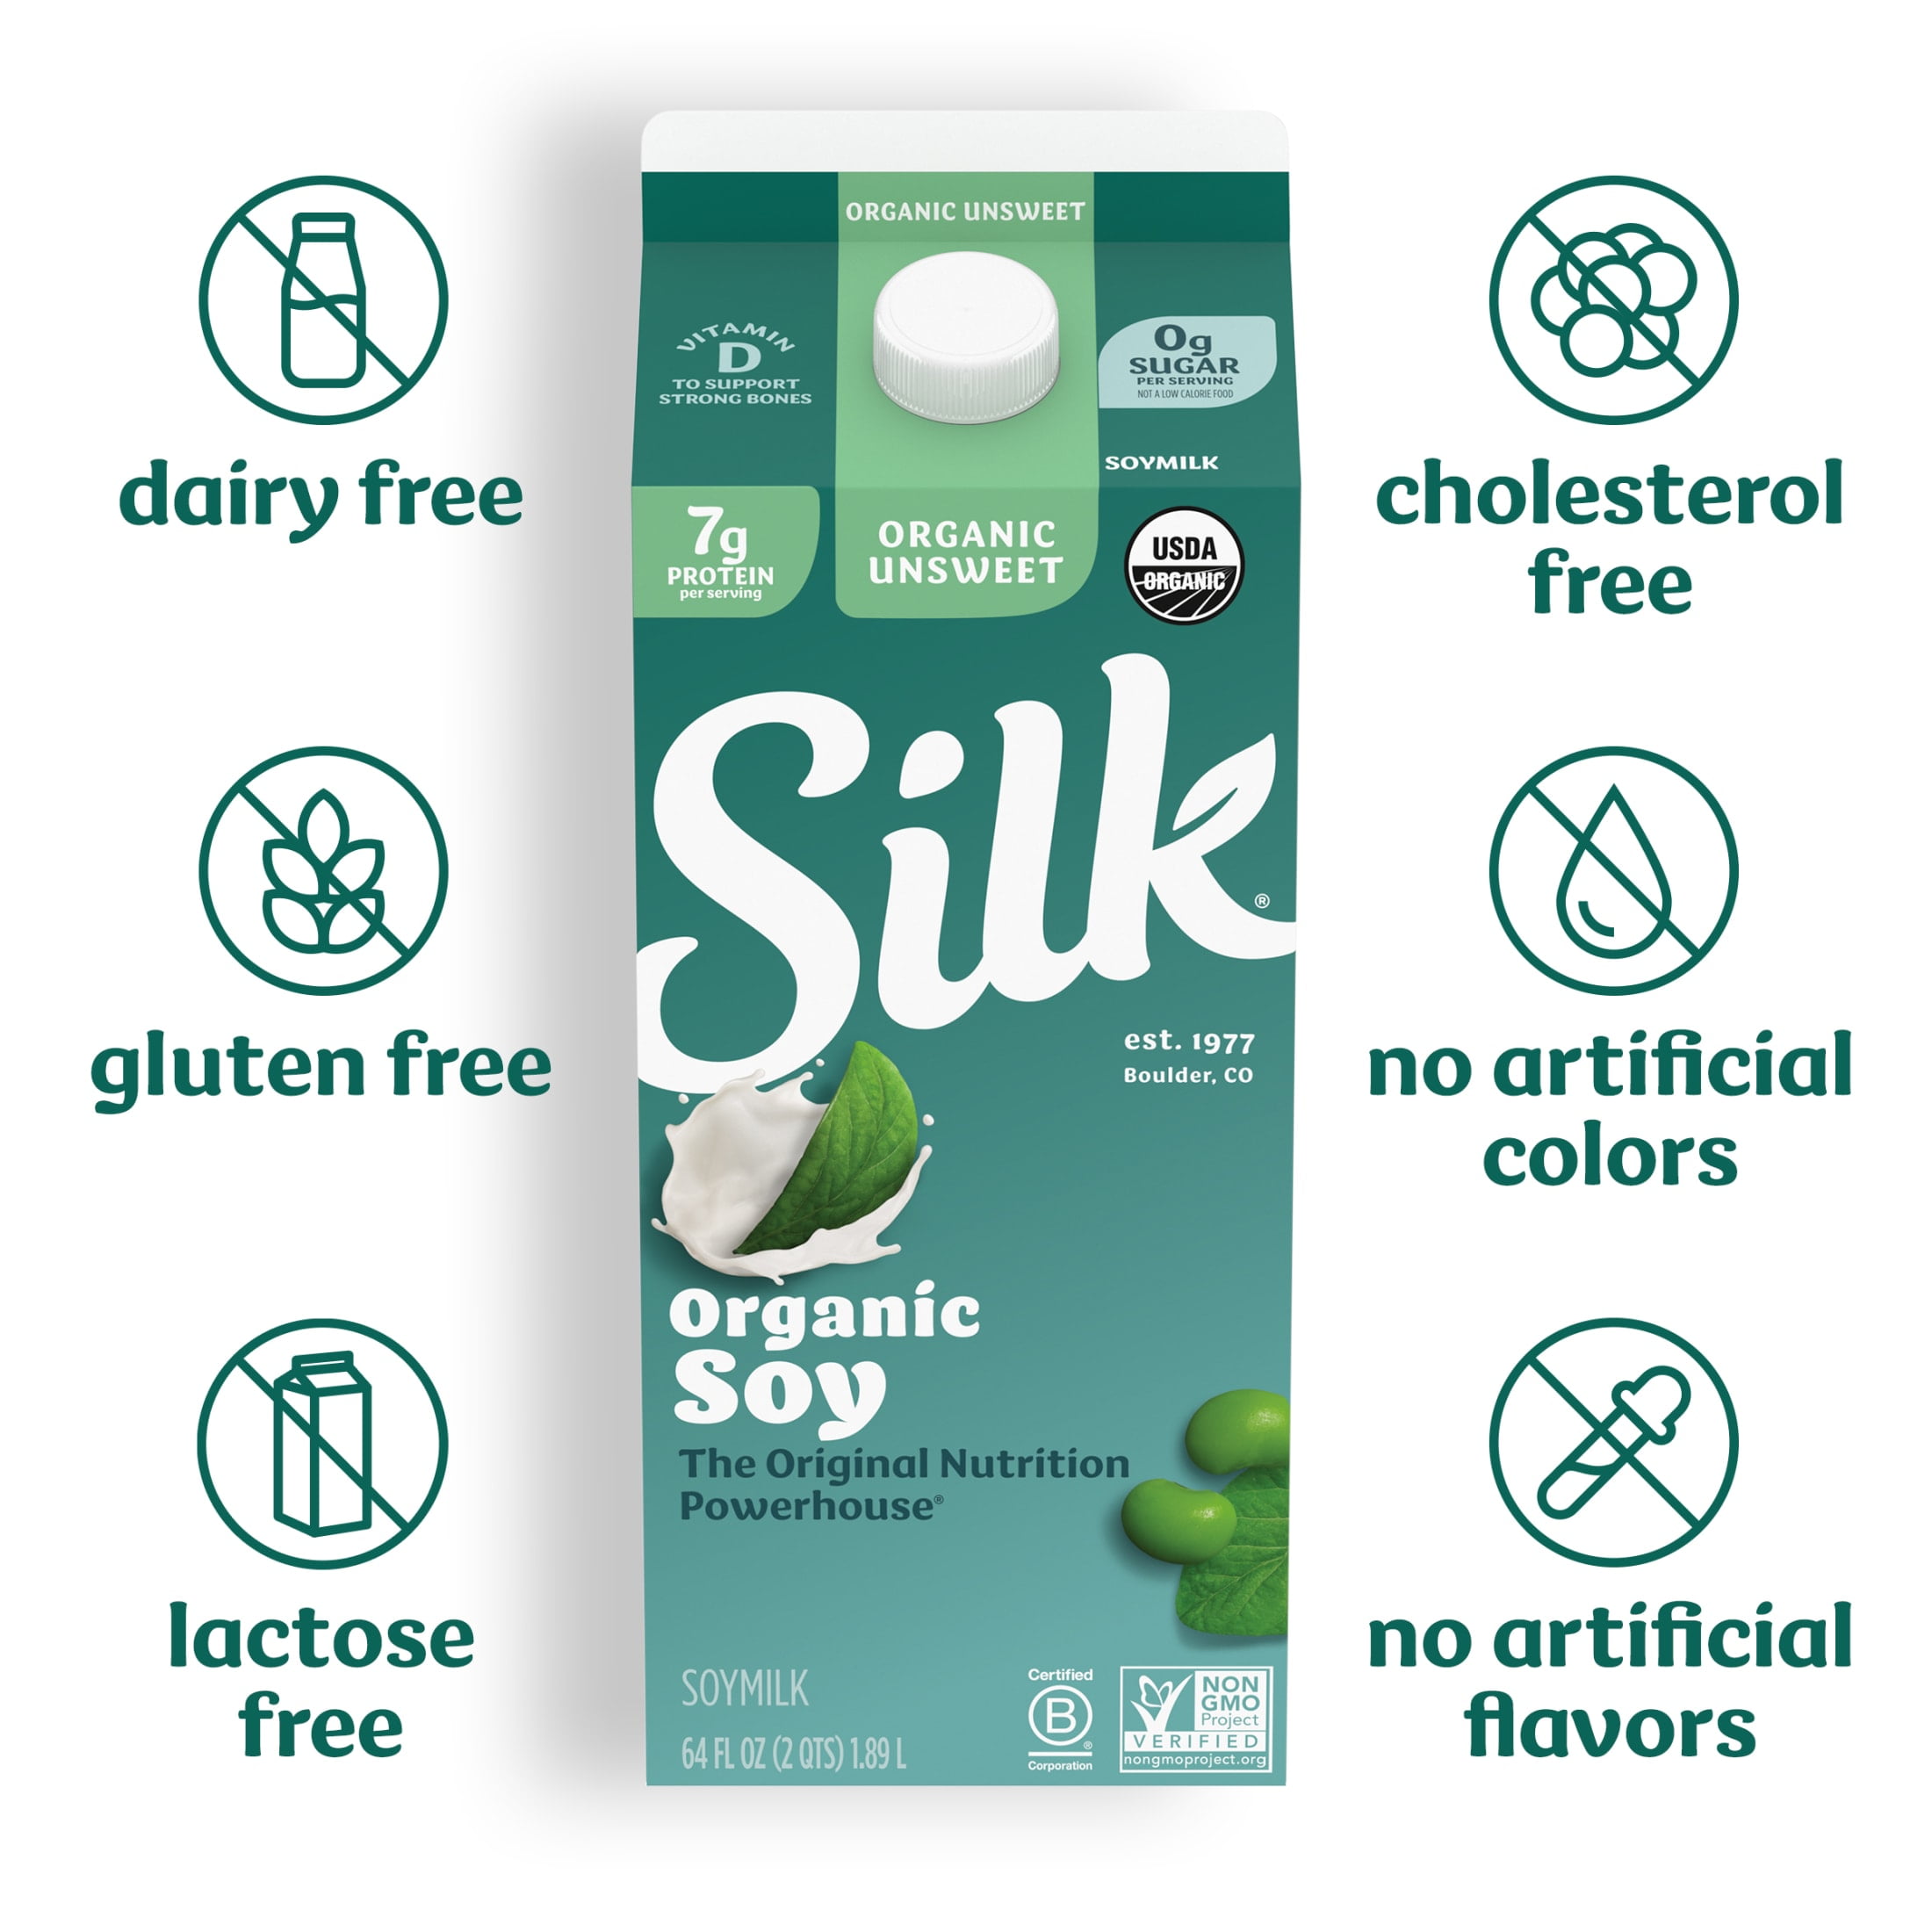 ORGANIC UNSWEET
VITAMIN
D
TO SUPPORT
STRONG BONES
0g
SUGAR
PER SERVING
NOT A LOW CALORIE FOOD
SOYMILK
7g
PROTEIN
per serving
ORGANIC
UNSWEET
USDA
ORGANIC
Silk®
est. 1977
Boulder, CO
Organic
Soy
The Original Nutrition
Powerhouse®
SOYMILK
64 FL OZ (2 QTS) 1.89 L
Certified
B®
Corporation
NON
GMO
Project
VERIFIED
nongmoproject.org
dairy free
gluten free
lactose
free
cholesterol
free
no artificial
colors
no artificial
flavors